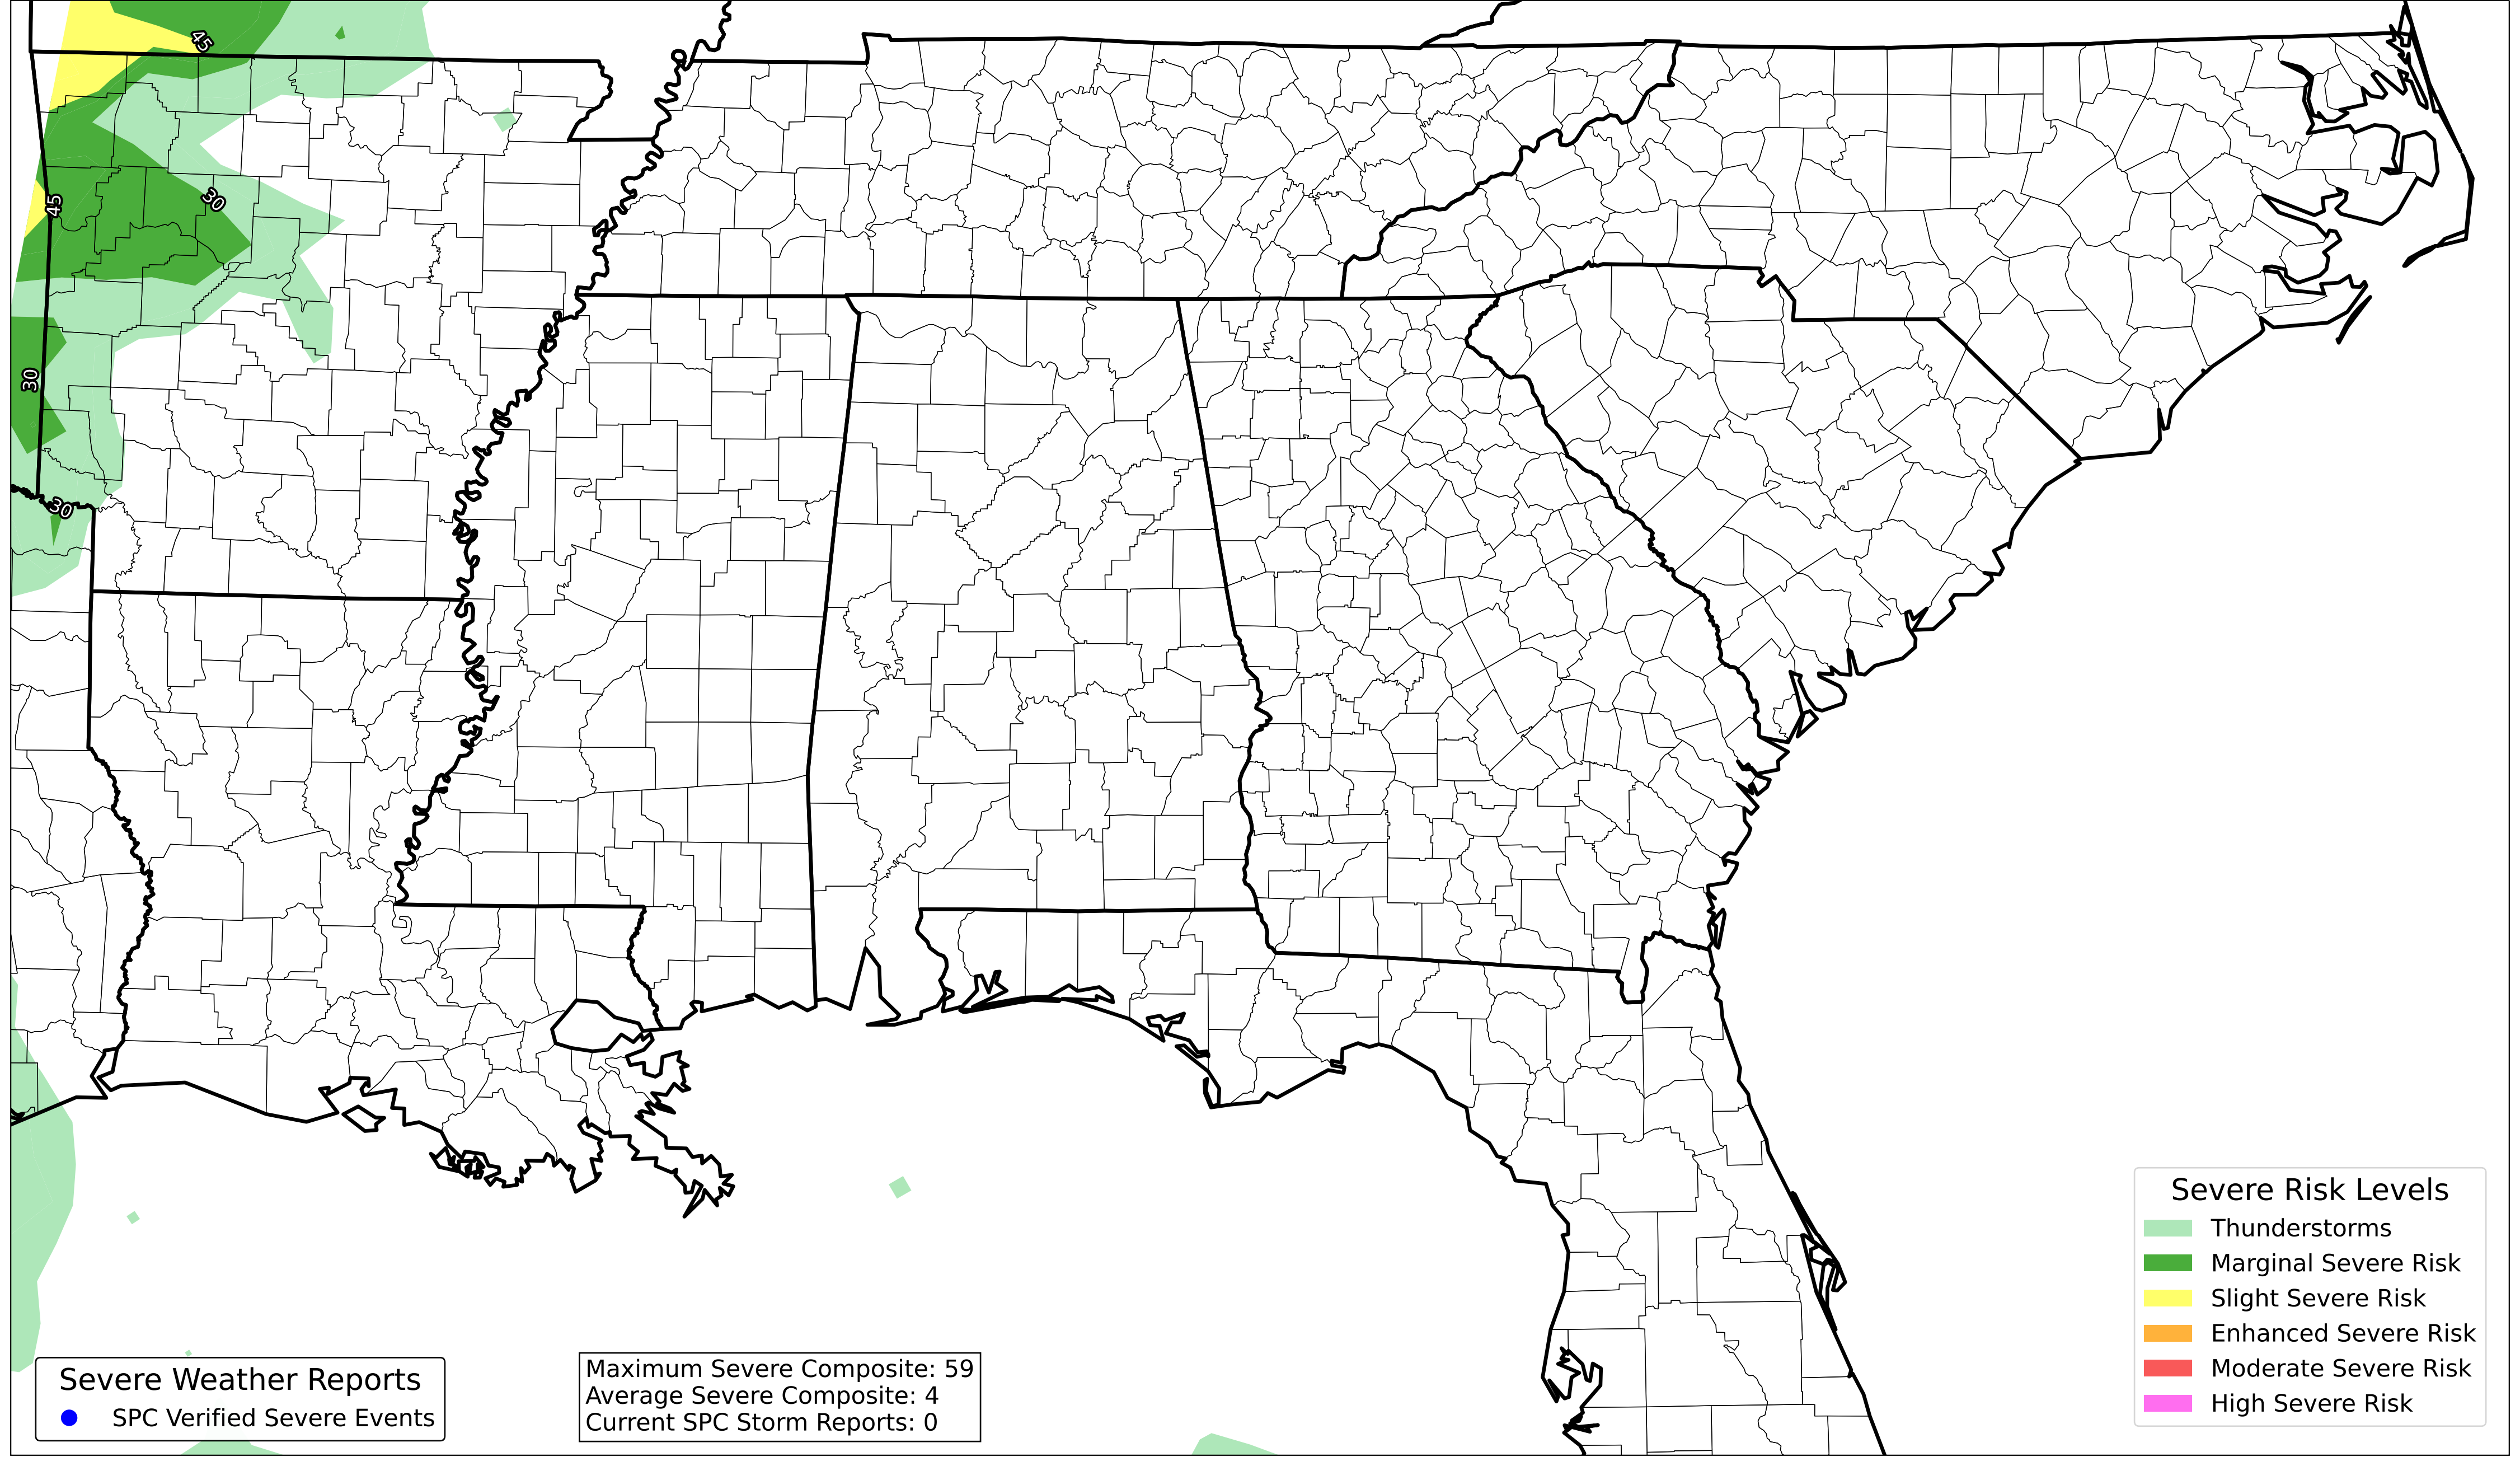 45
45
30
30
30
Severe Risk Levels
Thunderstorms
Marginal Severe Risk
Slight Severe Risk
Enhanced Severe Risk
Moderate Severe Risk
High Severe Risk
Severe Weather Reports
SPC Verified Severe Events
Maximum Severe Composite: 59
Average Severe Composite: 4
Current SPC Storm Reports: 0